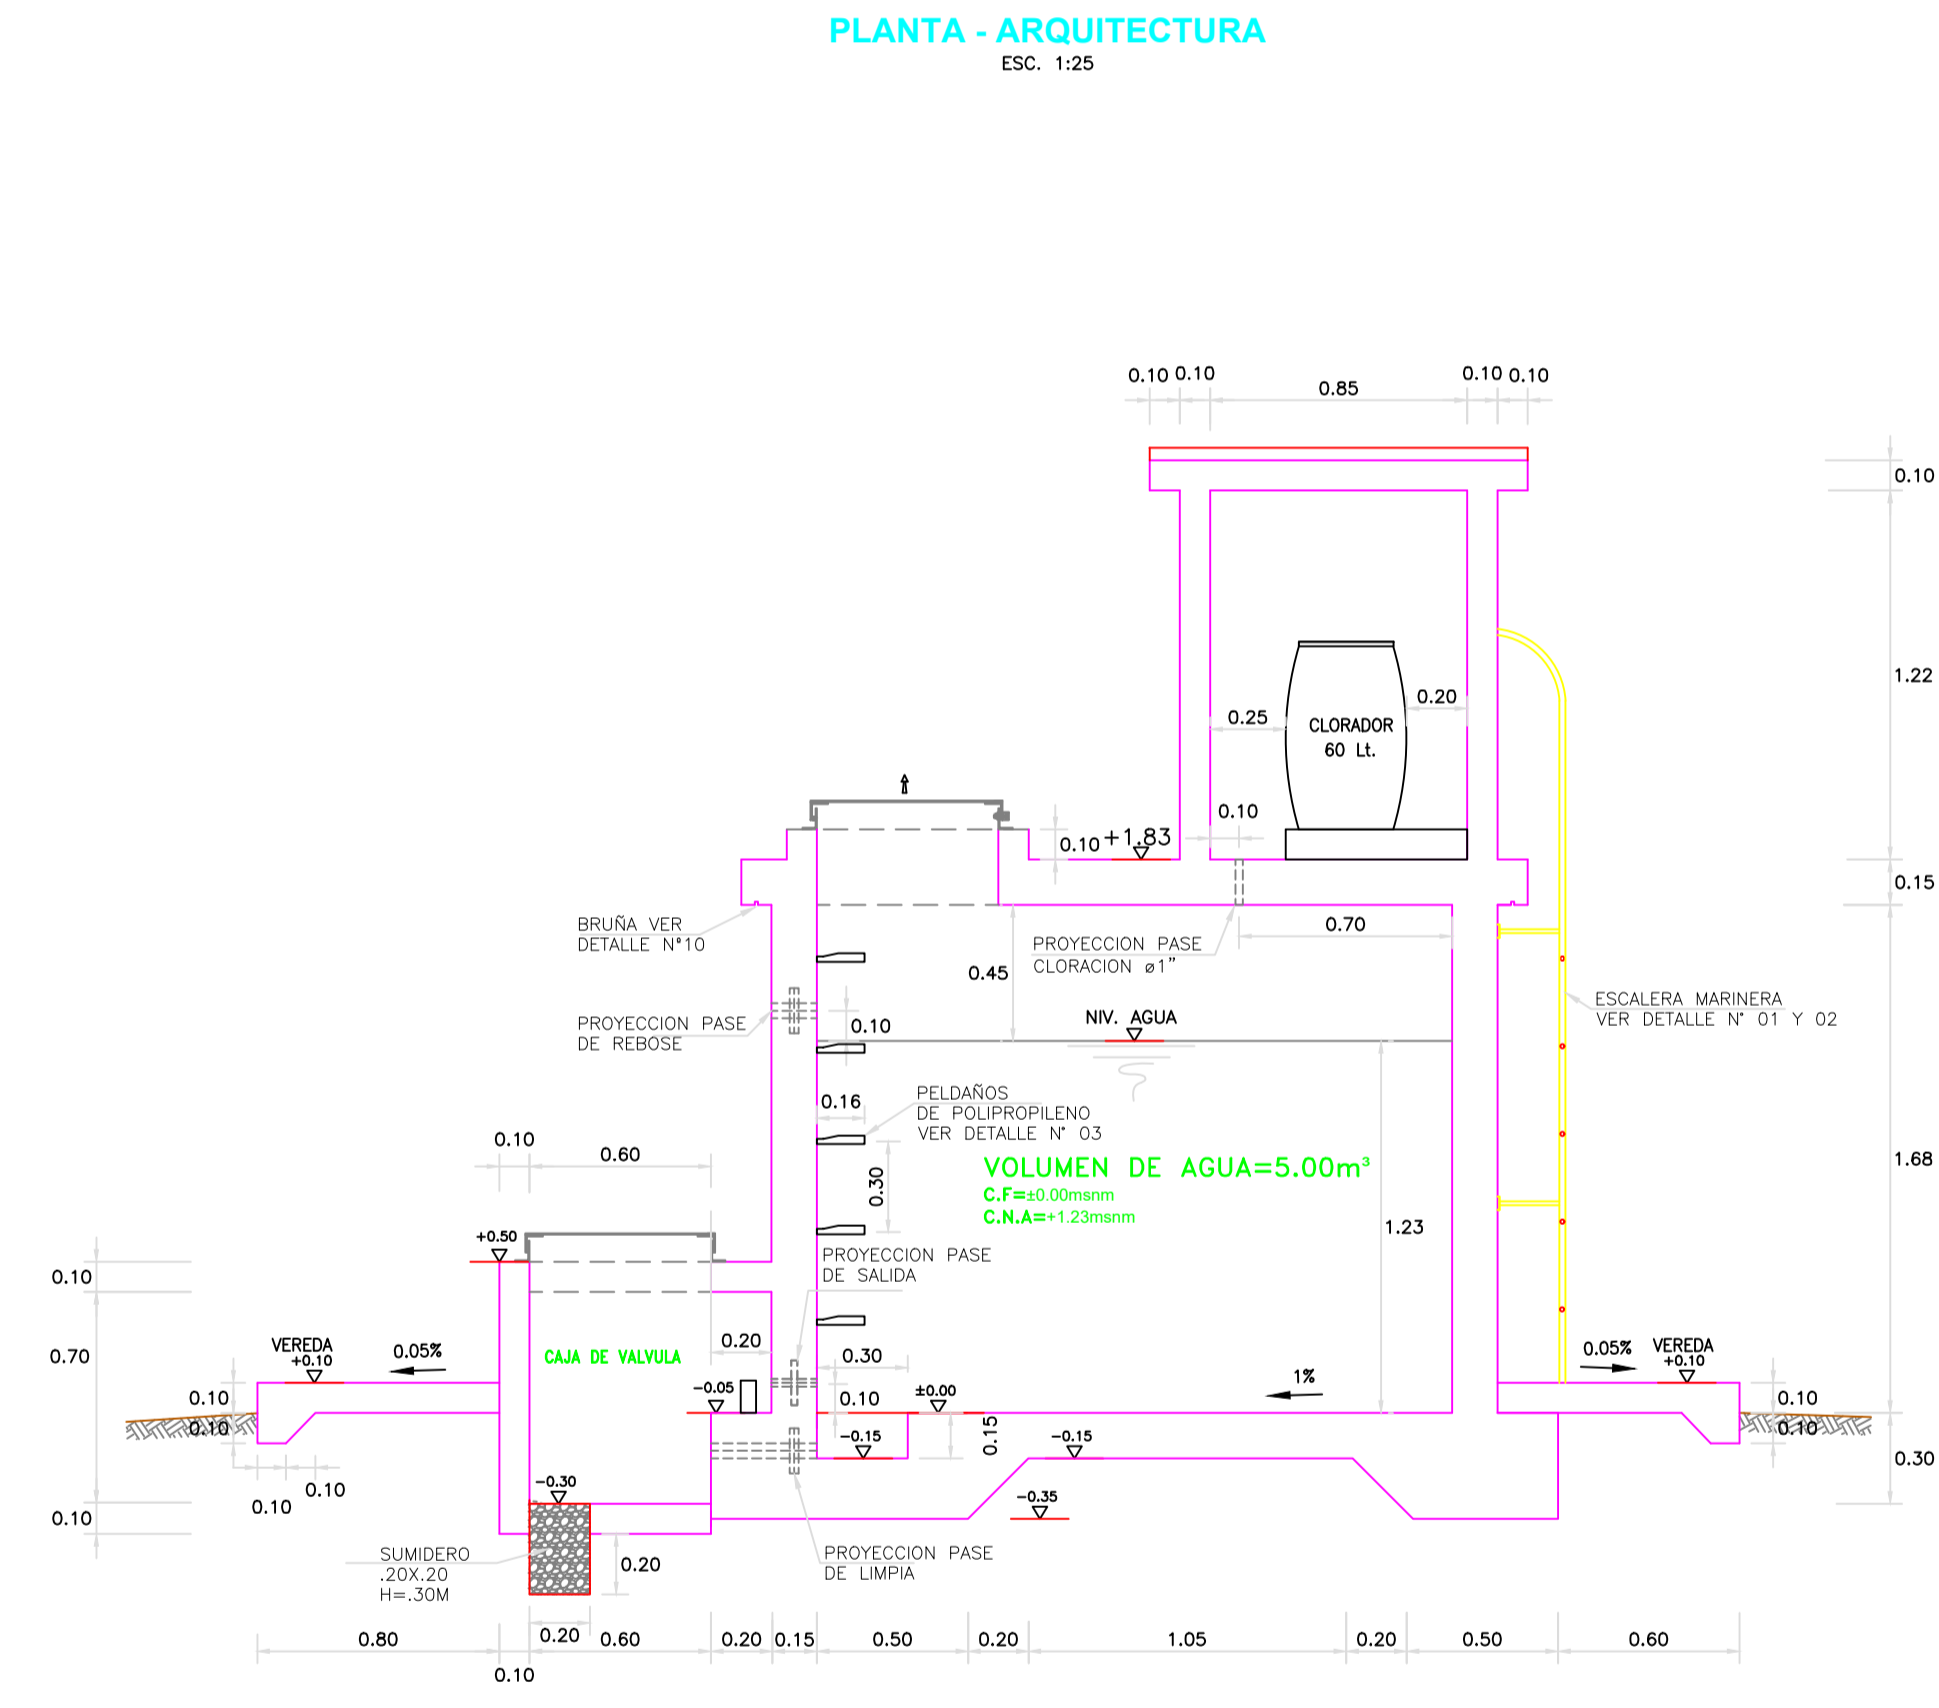 PLANTA - ARQUITECTURA
ESC. 1:25
0.10 0.10 0.85 0.10 0.10
0.10
1.22
0.20
0.25
CLORADOR
60 Lt.
0.10
0.10
+1.83
0.15
BRUÑA VER
DETALLE N°10
0.70
PROYECCION PASE
CLORACION ø1”
0.45
ESCALERA MARINERA
VER DETALLE N° 01 Y 02
PROYECCION PASE
DE REBOSE
0.10
NIV. AGUA
0.16
PELDAÑOS
DE POLIPROPILENO
VER DETALLE N° 03
0.10
0.60
0.30
VOLUMEN DE AGUA=5.00m³
C.F=±0.00msnm
C.N.A=+1.23msnm
1.68
1.23
+0.50
PROYECCION PASE
DE SALIDA
0.10
0.70
VEREDA
+0.10
0.05%
CAJA DE VALVULA
0.20
0.30
0.05%
VEREDA
+0.10
1%
0.10
0.10
-0.05
0.10
±0.00
0.15
0.10
0.10
-0.15
-0.15
0.30
-0.30
-0.35
0.10
0.10
0.10
SUMIDERO
.20X.20
H=.30M
0.20
PROYECCION PASE
DE LIMPIA
0.80 0.10 0.20 0.60 0.20 0.15 0.50 0.20 1.05 0.20 0.50 0.60